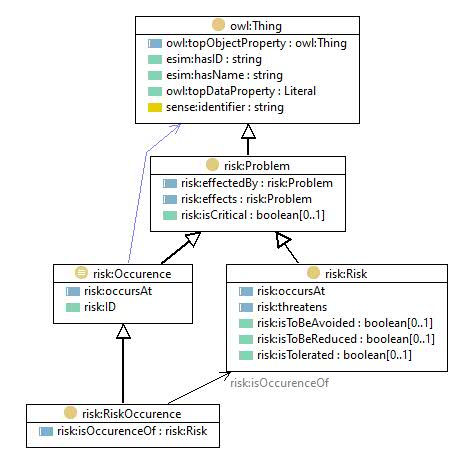 owl:Thing
owl:topObjectProperty : owl:Thing
esim:hasID : string
esim:hasName : string
owl:topDataProperty : Literal
sense:identifier : string
risk:Problem
risk:effectedBy : risk:Problem
risk:effects : risk:Problem
risk:isCritical : boolean[0..1]
risk:Occurence
risk:occursAt
risk:ID
risk:Risk
risk:occursAt
risk:threatens
risk:isToBeAvoided : boolean[0..1]
risk:isToBeReduced : boolean[0..1]
risk:isTolerated : boolean[0..1]
risk:isOccurenceOf
risk:RiskOccurence
risk:isOccurenceOf : risk:Risk